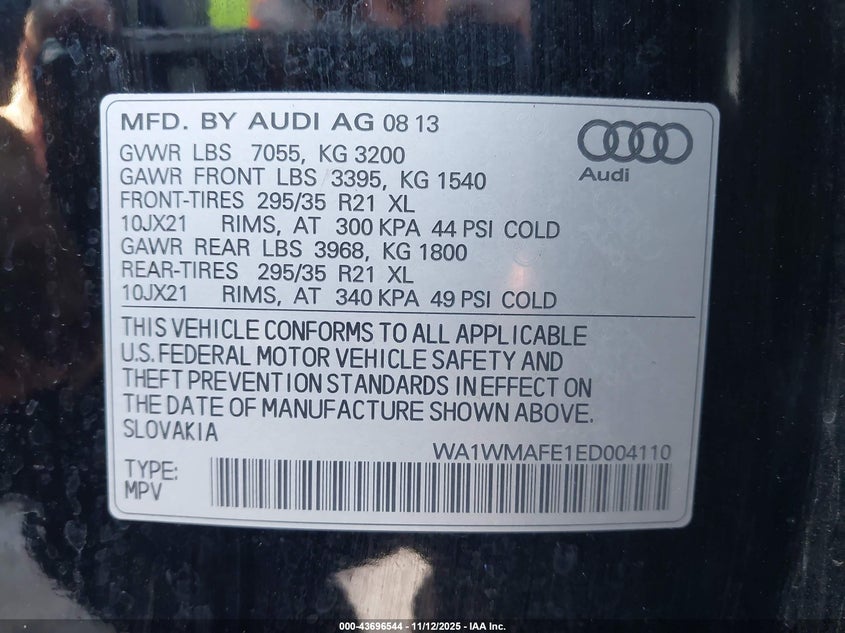 MFD. BY AUDI AG 08 13
Audi
GVWR LBS 7055, KG 3200
GAWR FRONT LBS 3395, KG 1540
FRONT-TIRES 295/35 R21 XL
10JX21 RIMS, AT 300 KPA 44 PSI COLD
GAWR REAR LBS 3968, KG 1800
REAR-TIRES 295/35 R21 XL
10JX21 RIMS, AT 340 KPA 49 PSI COLD
THIS VEHICLE CONFORMS TO ALL APPLICABLE
U.S. FEDERAL MOTOR VEHICLE SAFETY AND
THEFT PREVENTION STANDARDS IN EFFECT ON
THE DATE OF MANUFACTURE SHOWN ABOVE.
SLOVAKIA
WA1WMAFE1ED004110
TYPE:
MPV
000-43696544 - 11/12/2025 - IAA Inc.